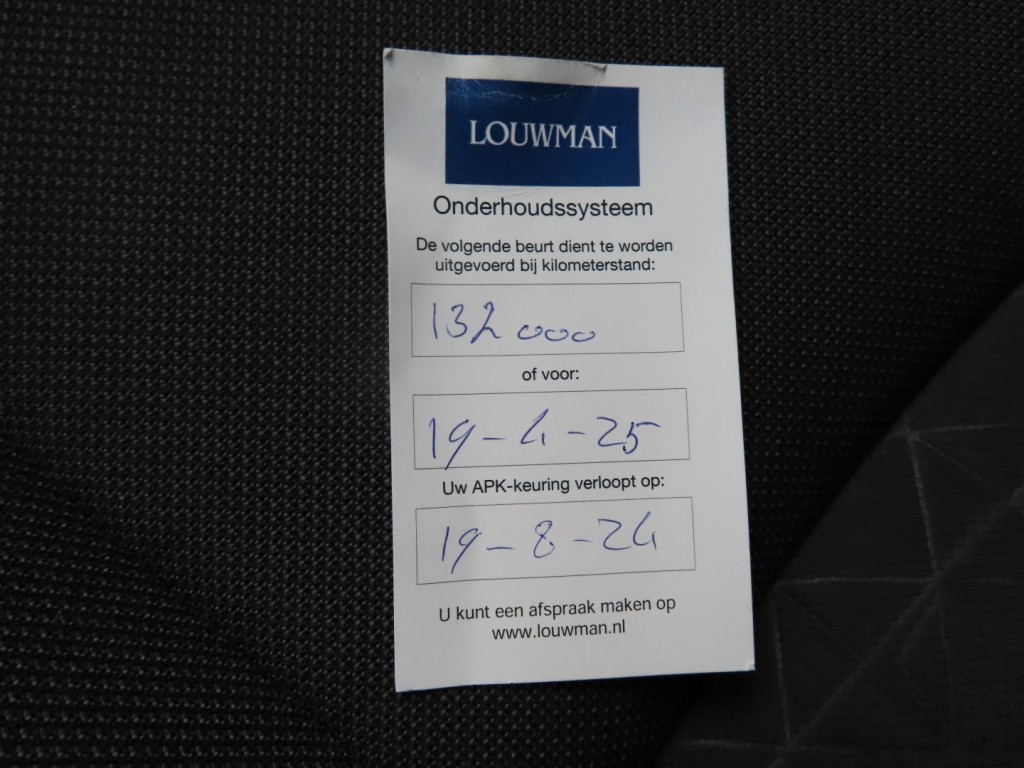 LOUWMAN
Onderhoudssysteem
De volgende beurt dient te worden
uitgevoerd bij kilometerstand:
132000
of voor:
19-4-25
Uw APK-keuring verloopt op:
19-8-24
U kunt een afspraak maken op
www.louwman.nl